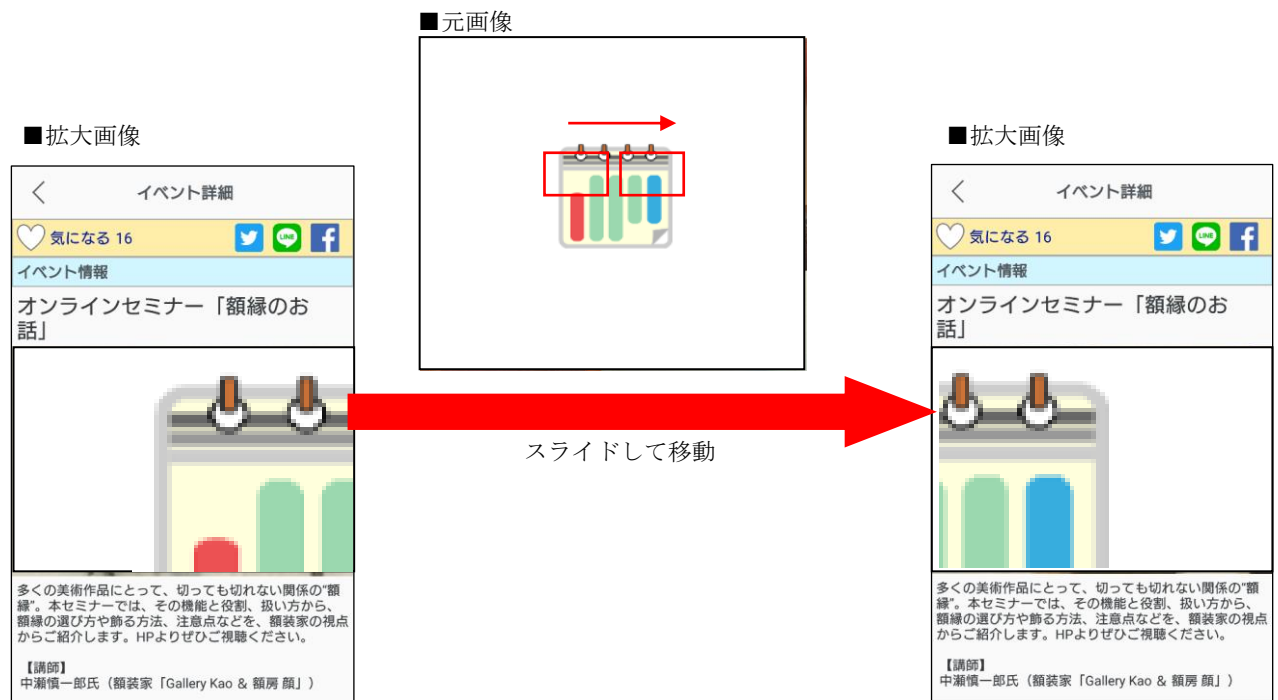 ■元画像
■拡大画像
イベント詳細
気になる 16
LINE
イベント情報
オンラインセミナー「額縁のお
話」
多くの美術作品にとって、切っても切れない関係の"額
縁"。本セミナーでは、その機能と役割、扱い方から、
額縁の選び方や飾る方法、注意点などを、額装家の視点
からご紹介します。HPよりぜひご視聴ください。
【講師】
中瀬慎一郎氏（額装家「Gallery Kao & 額房 顔」）
スライドして移動
■拡大画像
イベント詳細
気になる 16
LINE
イベント情報
オンラインセミナー「額縁のお
話」
多くの美術作品にとって、切っても切れない関係の"額
縁"。本セミナーでは、その機能と役割、扱い方から、
額縁の選び方や飾る方法、注意点などを、額装家の視点
からご紹介します。HPよりぜひご視聴ください。
【講師】
中瀬慎一郎氏（額装家「Gallery Kao & 額房 顔」）